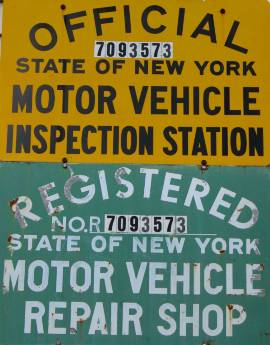 OFFICIAL
7093573
STATE OF NEW YORK
MOTOR VEHICLE
INSPECTION STATION
REGISTERED
NO.R 7093573
STATE OF NEW YORK
MOTOR VEHICLE
REPAIR SHOP